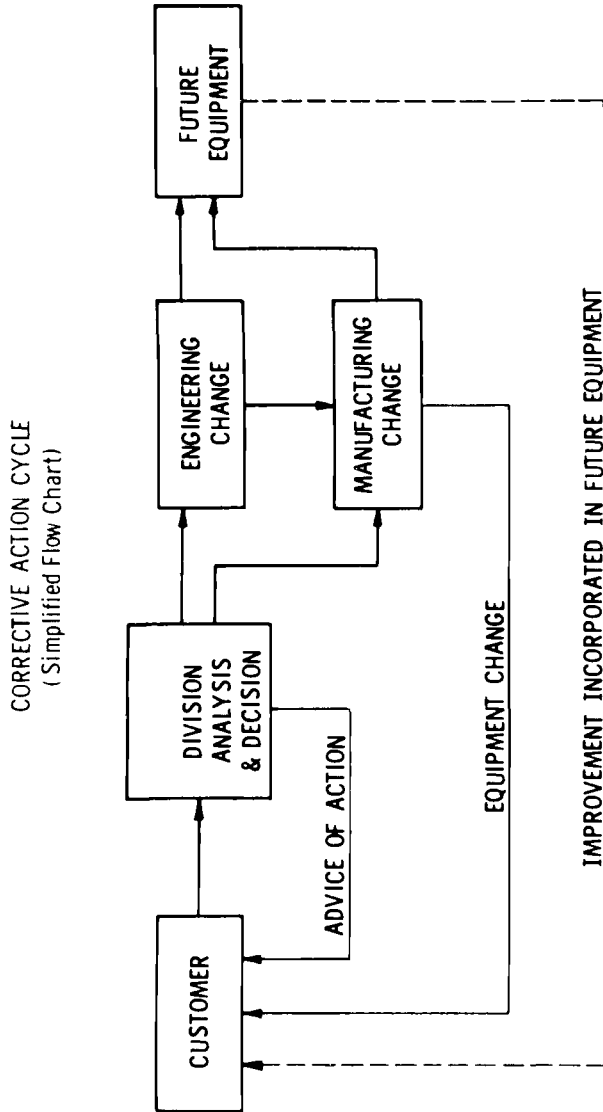 CORRECTIVE ACTION CYCLE
( Simplified Flow Chart)
CUSTOMER
DIVISION
ANALYSIS
& DECISION
ENGINEERING
CHANGE
FUTURE
EQUIPMENT
MANUFACTURING
CHANGE
ADVICE OF ACTION
EQUIPMENT CHANGE
IMPROVEMENT INCORPORATED IN FUTURE EQUIPMENT